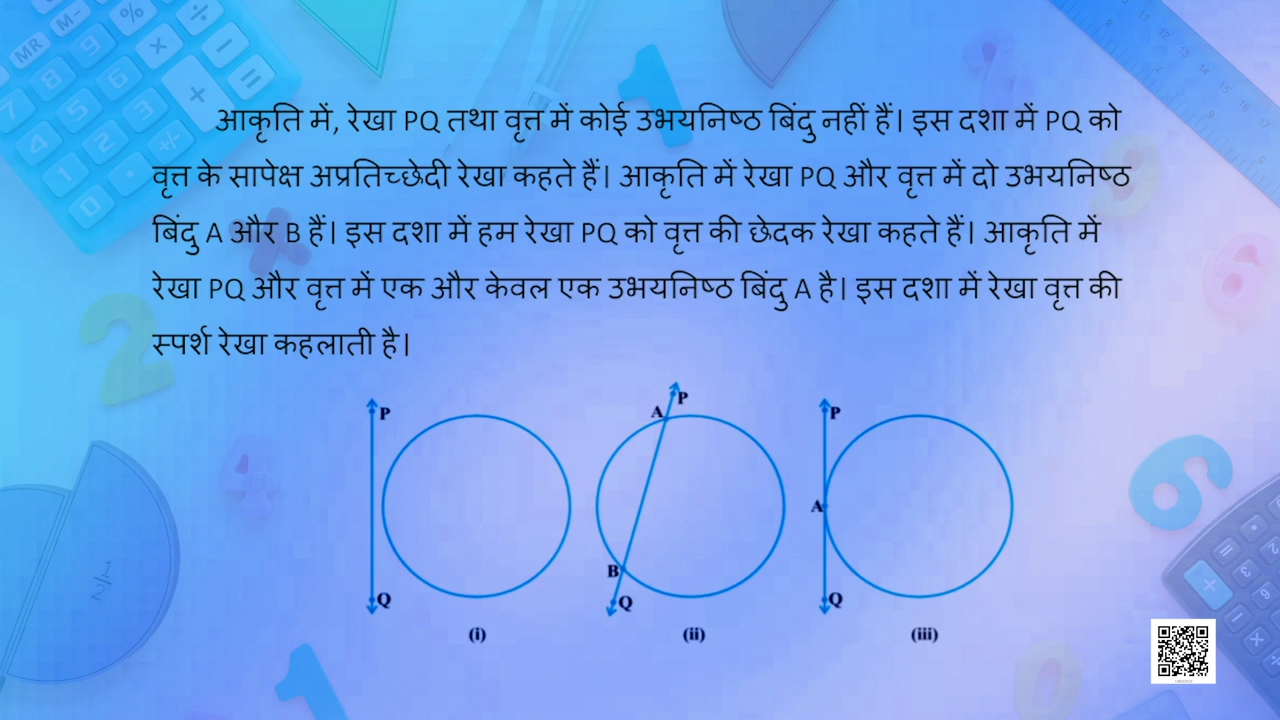 आकृति में, रेखा PQ तथा वृत्त में कोई उभयनिष्ठ बिंदु नहीं हैं। इस दशा में PQ को
वृत्त के सापेक्ष अप्रतिच्छेदी रेखा कहते हैं। आकृति में रेखा PQ और वृत्त में दो उभयनिष्ठ
बिंदु A और B हैं। इस दशा में हम रेखा PQ को वृत्त की छेदक रेखा कहते हैं। आकृति में
रेखा PQ और वृत्त में एक और केवल एक उभयनिष्ठ बिंदु A है। इस दशा में रेखा वृत्त की
स्पर्श रेखा कहलाती है।
P
Q
(i)
P
A
B
Q
(ii)
P
A
Q
(iii)